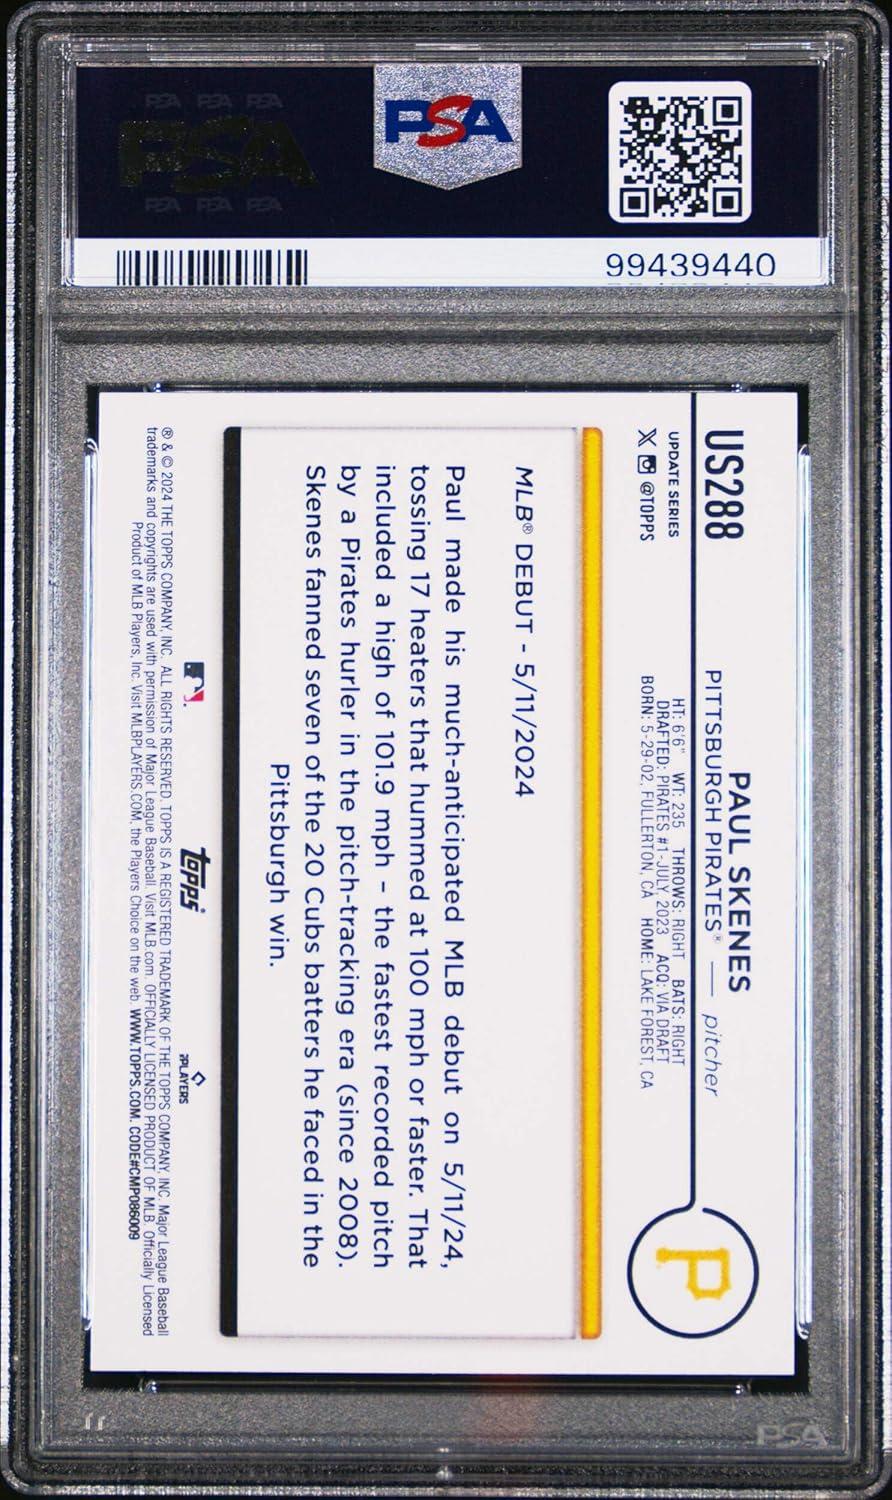 PSA PSA PSA
PSA
PSA PSA PSA
PSA
99439440
US288
UPDATE SERIES
X @TOPPS
PAUL SKENES
PITTSBURGH PIRATES® — pitcher
HT: 6'6" WT: 235 THROWS: RIGHT BATS: RIGHT
DRAFTED: PIRATES #1-JULY, 2023 ACQ: VIA DRAFT
BORN: 5-29-02, FULLERTON, CA HOME: LAKE FOREST, CA
P
MLB® DEBUT - 5/11/2024
Paul made his much-anticipated MLB debut on 5/11/24,
tossing 17 heaters that hummed at 100 mph or faster. That
included a high of 101.9 mph – the fastest recorded pitch
by a Pirates hurler in the pitch-tracking era (since 2008).
Skenes fanned seven of the 20 Cubs batters he faced in the
Pittsburgh win.
topps®
PLAYERS
® & © 2024 THE TOPPS COMPANY, INC. ALL RIGHTS RESERVED. TOPPS IS A REGISTERED TRADEMARK OF THE TOPPS COMPANY, INC. Major League Baseball
trademarks and copyrights are used with permission of Major League Baseball. Visit MLB.com. OFFICIALLY LICENSED PRODUCT OF MLB. Officially Licensed
Product of MLB Players, Inc. Visit MLBPLAYERS.COM, the Players Choice on the web. WWW.TOPPS.COM. CODE#CMP086009
PSA